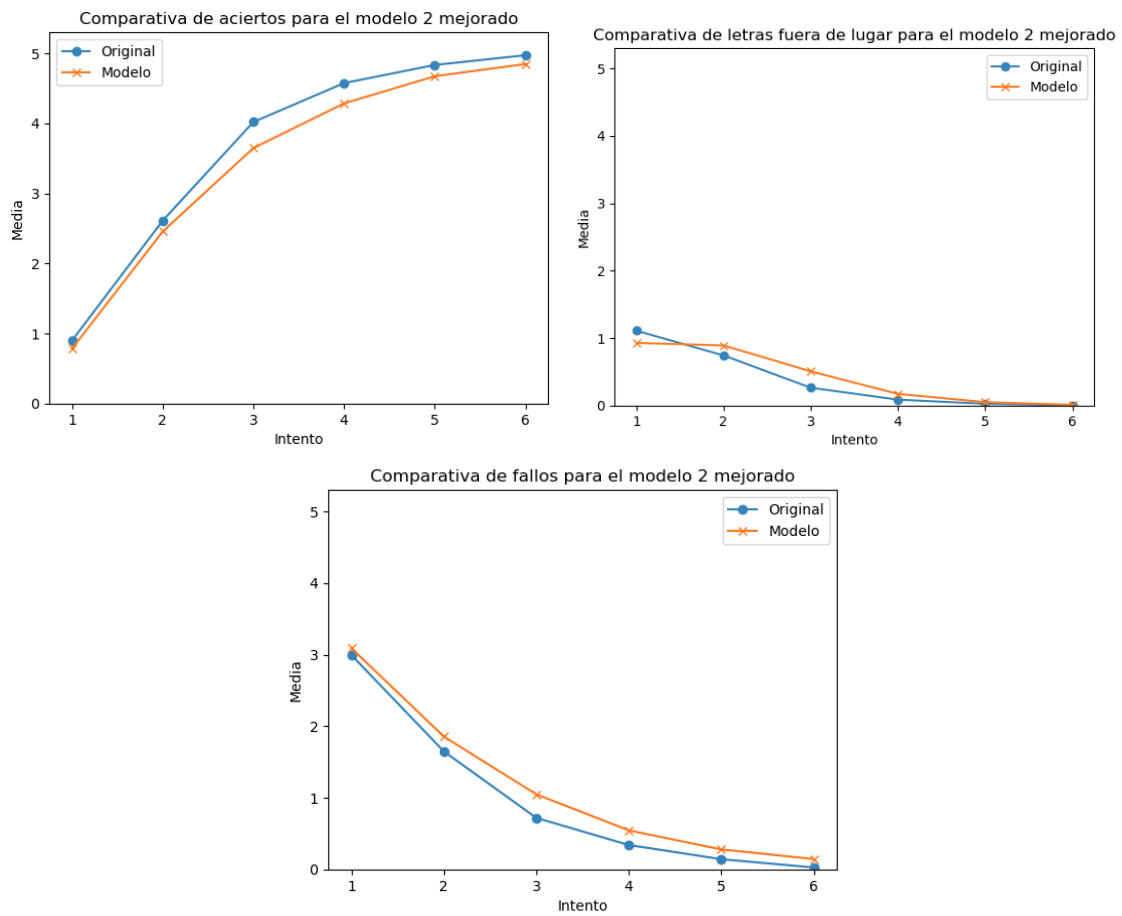 Comparativa de aciertos para el modelo 2 mejorado
Original
Modelo
5
4
3
2
1
0
Media
1 2 3 4 5 6
Intento
Comparativa de letras fuera de lugar para el modelo 2 mejorado
Original
Modelo
5
4
3
2
1
0
Media
1 2 3 4 5 6
Intento
Comparativa de fallos para el modelo 2 mejorado
Original
Modelo
5
4
3
2
1
0
Media
1 2 3 4 5 6
Intento